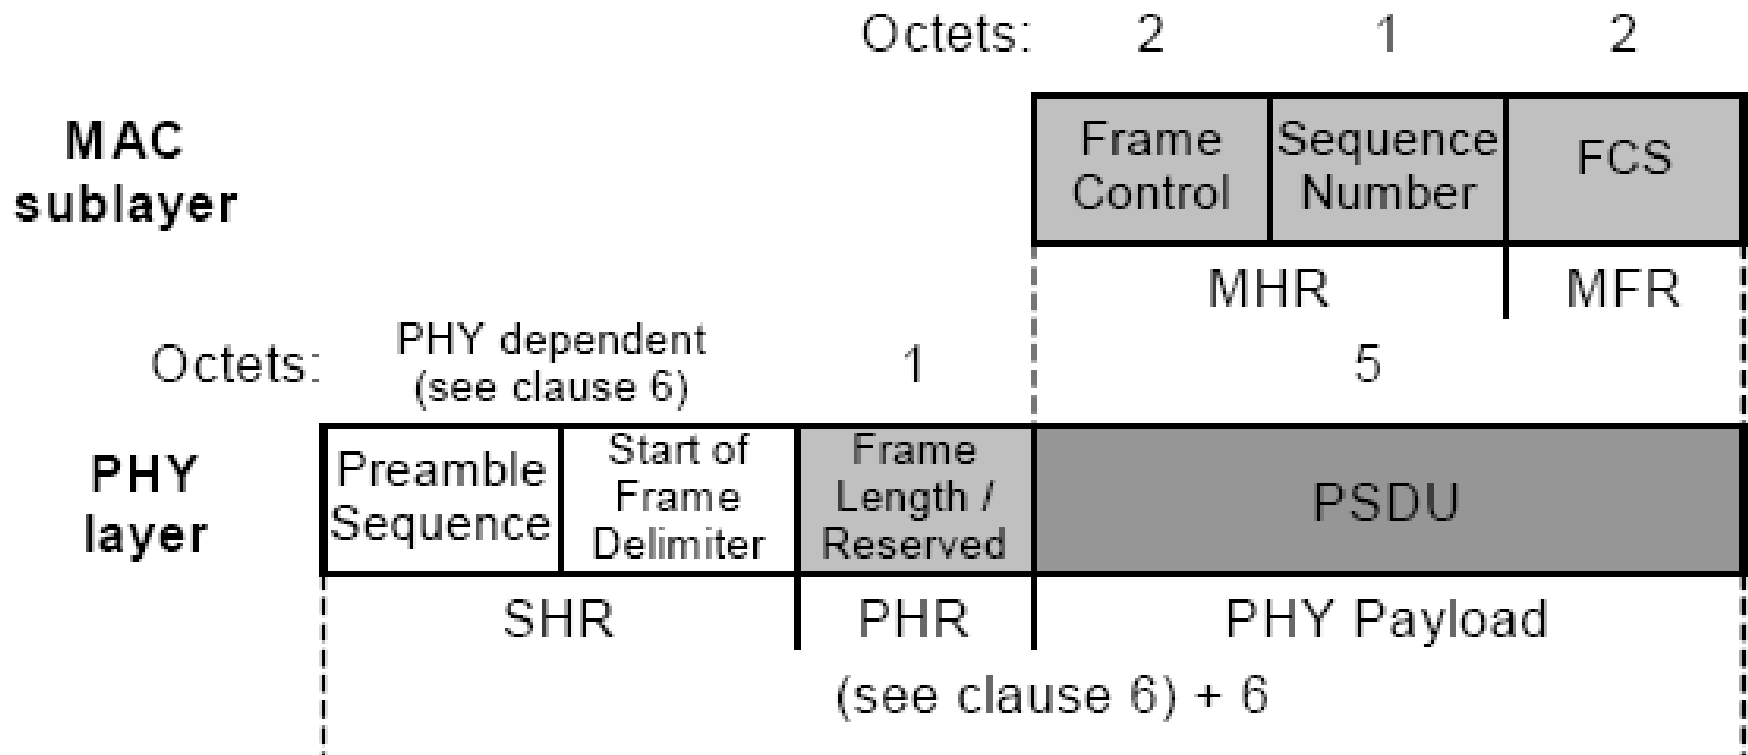 Octets: 2 1 2
MAC
sublayer
Frame
Control
Sequence
Number
FCS
MHR MFR
Octets: PHY dependent
(see clause 6)
1 5
PHY
layer
Preamble
Sequence
Start of
Frame
Delimiter
Frame
Length /
Reserved
PSDU
SHR PHR PHY Payload
(see clause 6) + 6